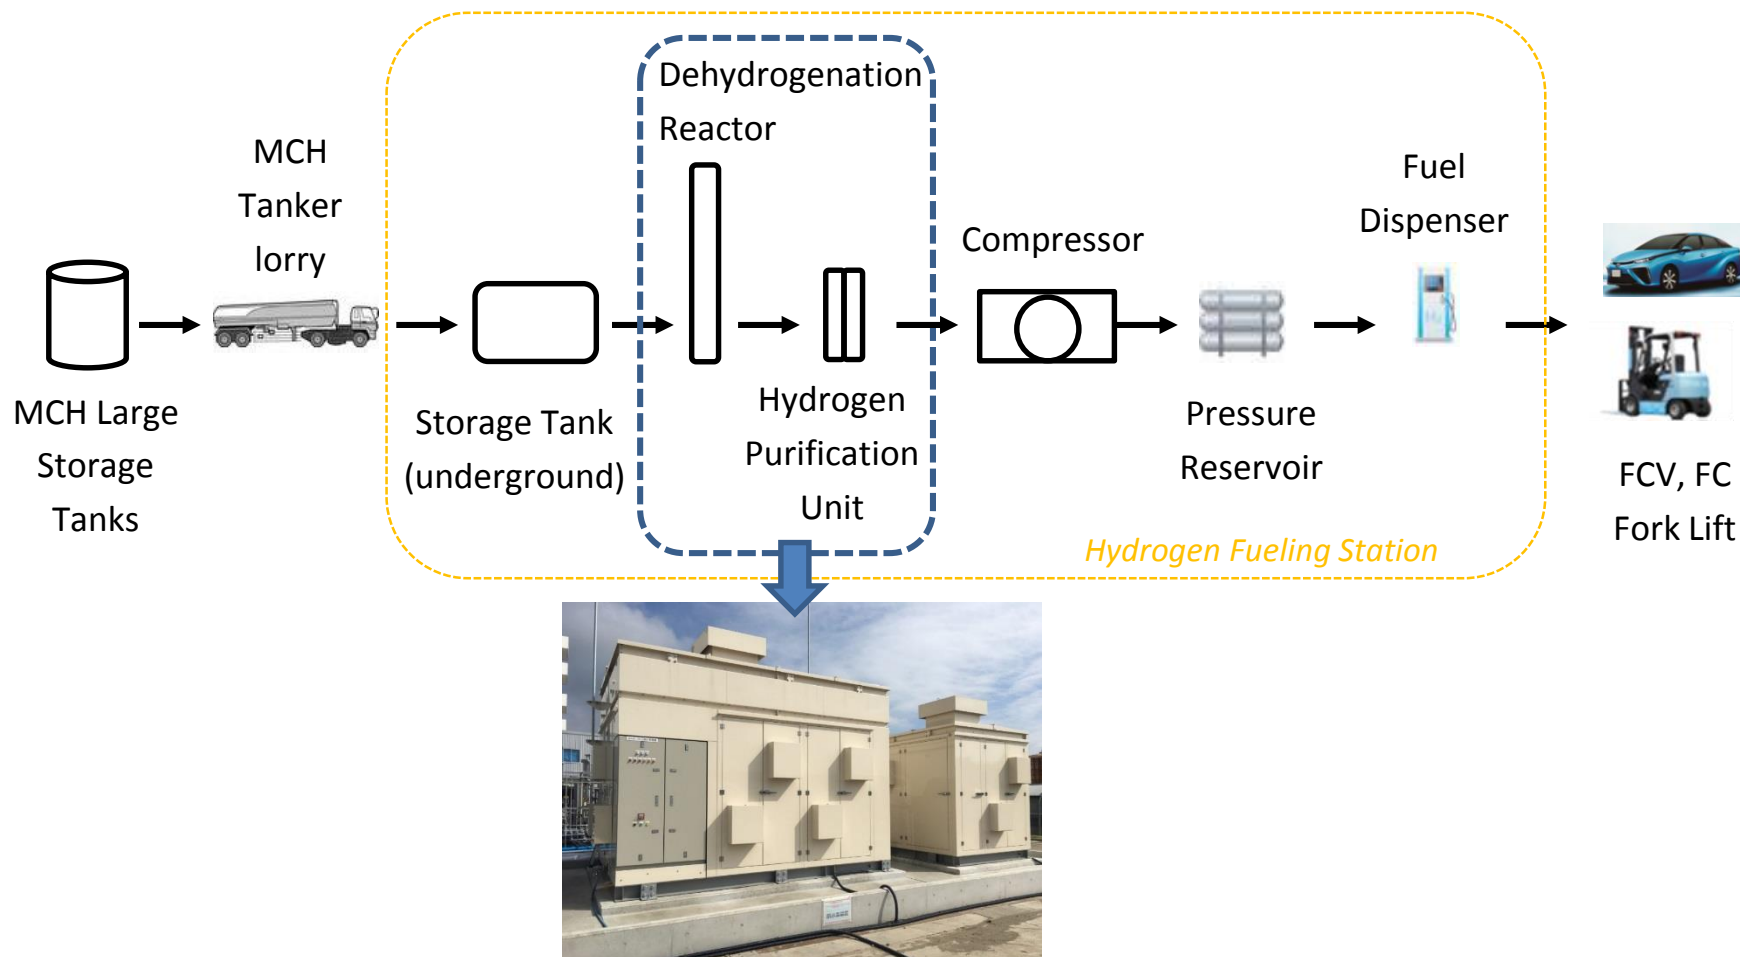 MCH Large
Storage
Tanks
MCH
Tanker
lorry
Storage Tank
(underground)
Dehydrogenation
Reactor
Hydrogen
Purification
Unit
Compressor
Pressure
Reservoir
Fuel
Dispenser
FCV, FC
Fork Lift
Hydrogen Fueling Station